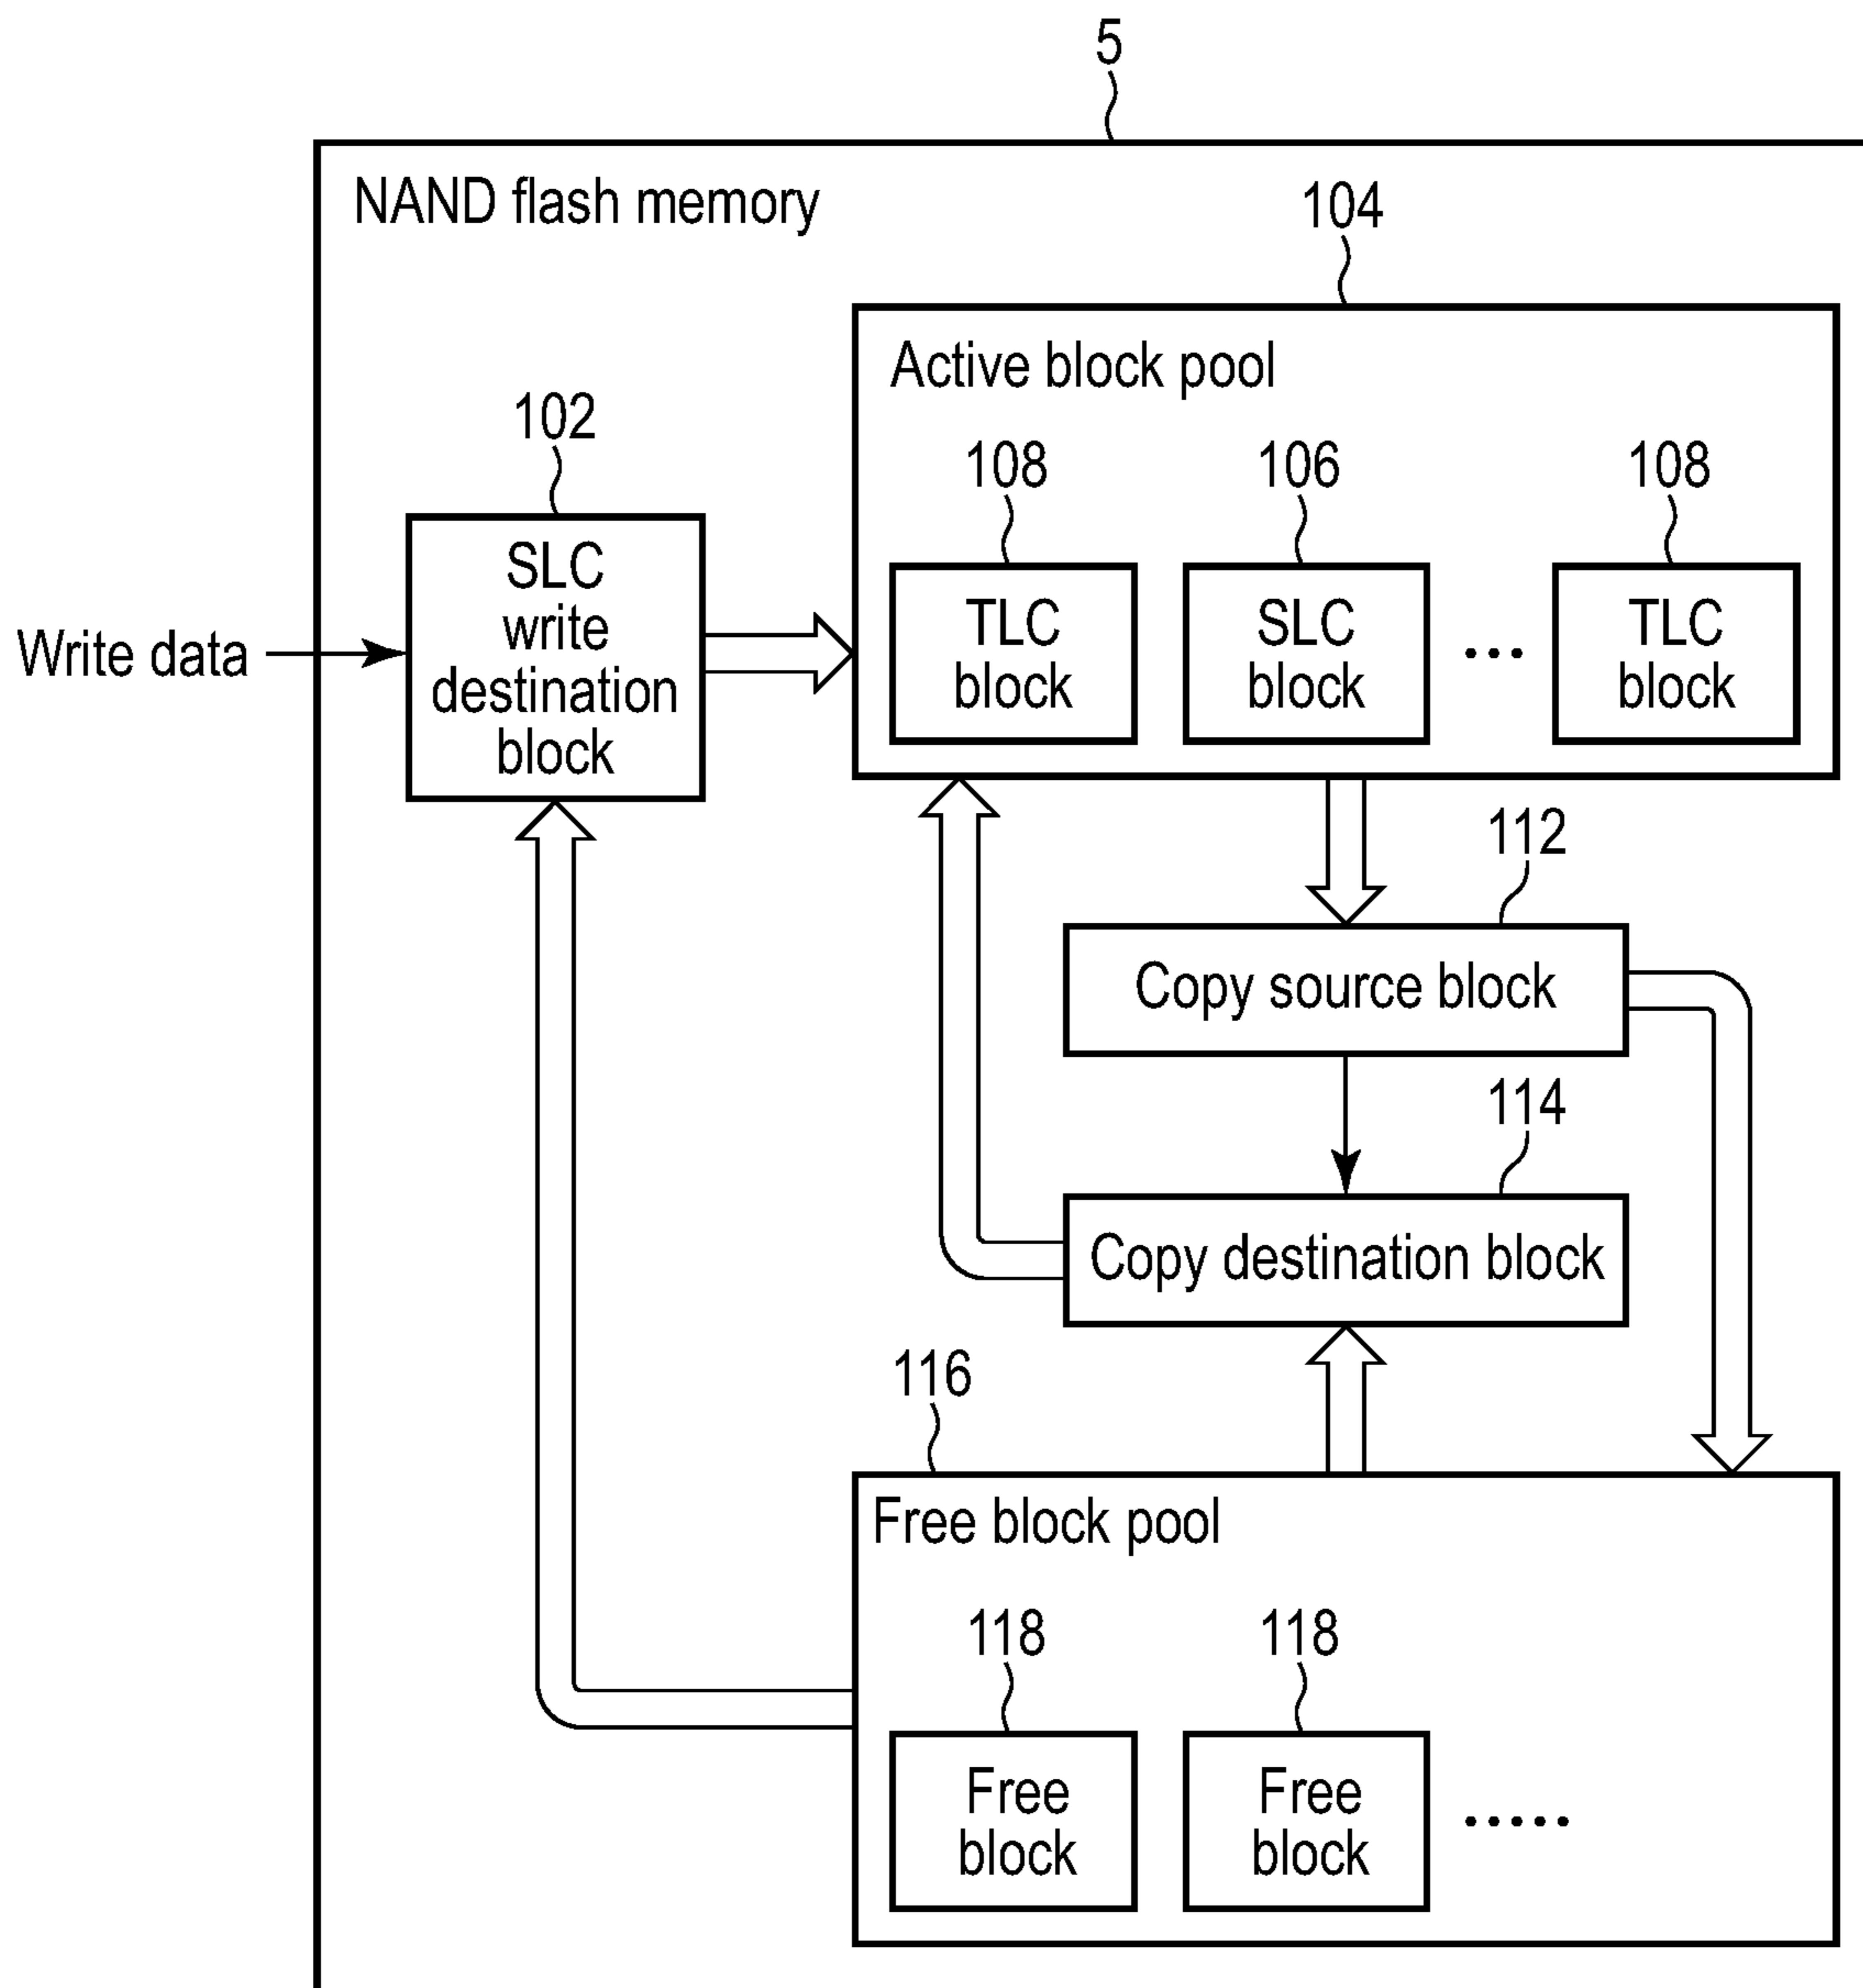 5
NAND flash memory
104
Active block pool
102
108
106
108
SLC
write
destination
block
Write data
TLC
block
SLC
block
...
TLC
block
112
Copy source block
114
Copy destination block
116
Free block pool
118
118
Free
block
Free
block
.....